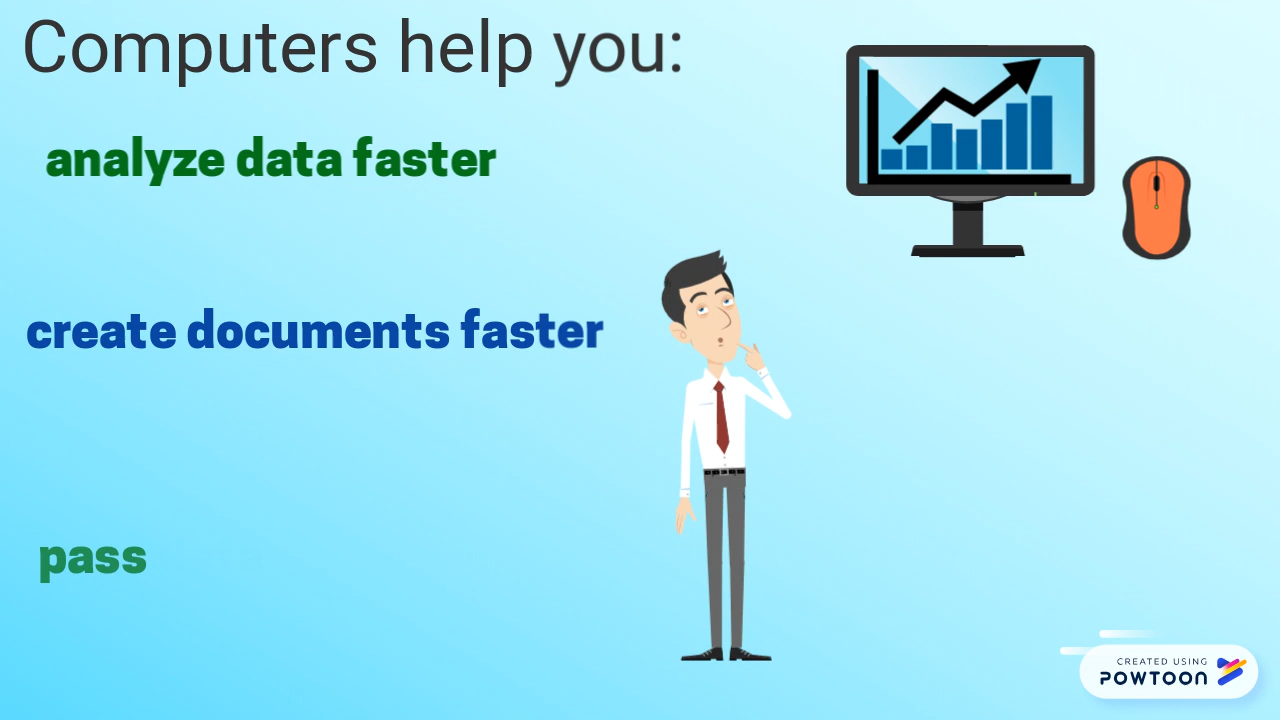 Computers help you:
analyze data faster
create documents faster
pass
CREATED USING
POWTOON